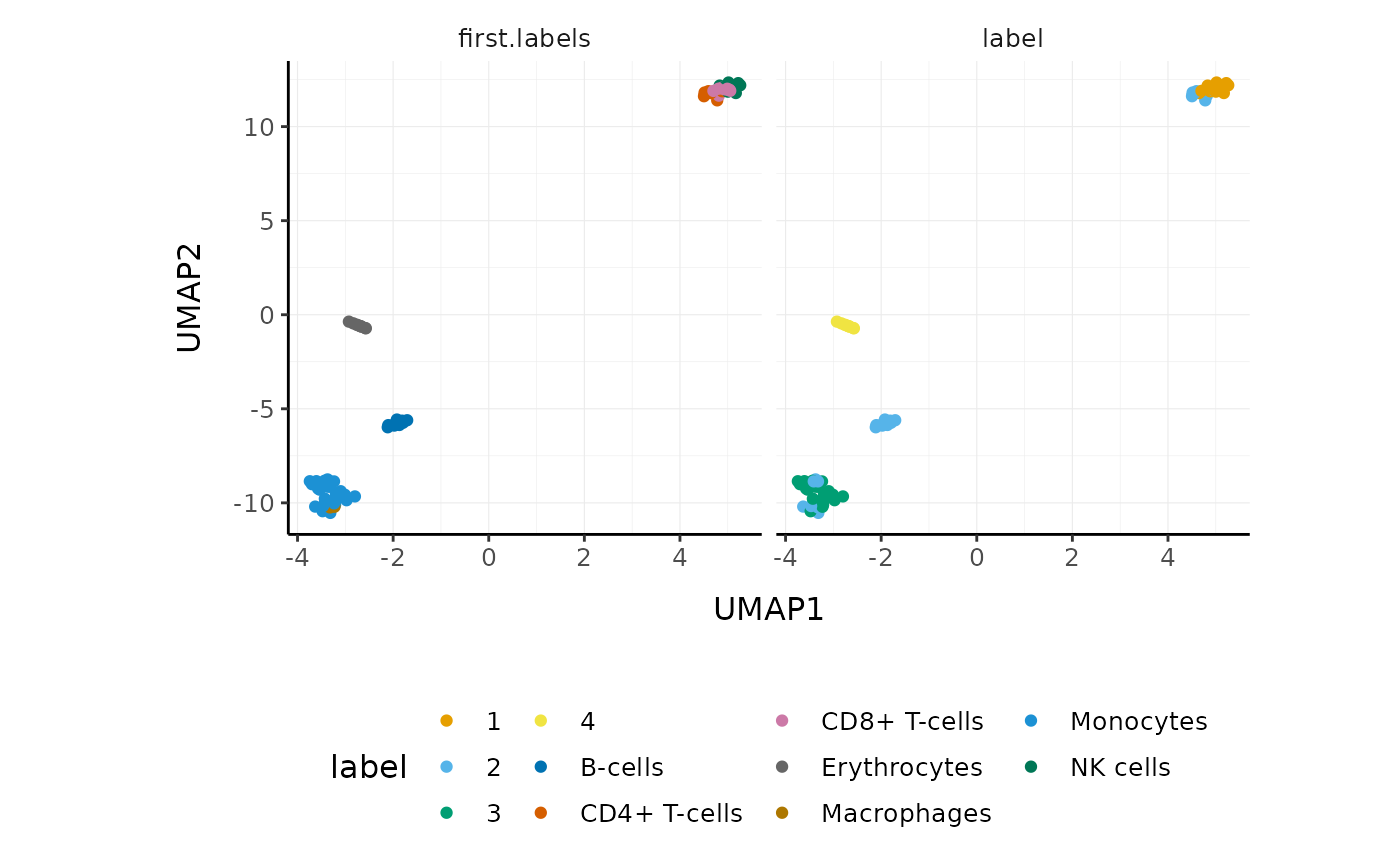 first.labels label
10
5
0
-5
-10
UMAP2
-4 -2 0 2 4 -4 -2 0 2 4
UMAP1
label
1 4 CD8+ T-cells Monocytes
2 B-cells Erythrocytes NK cells
3 CD4+ T-cells Macrophages